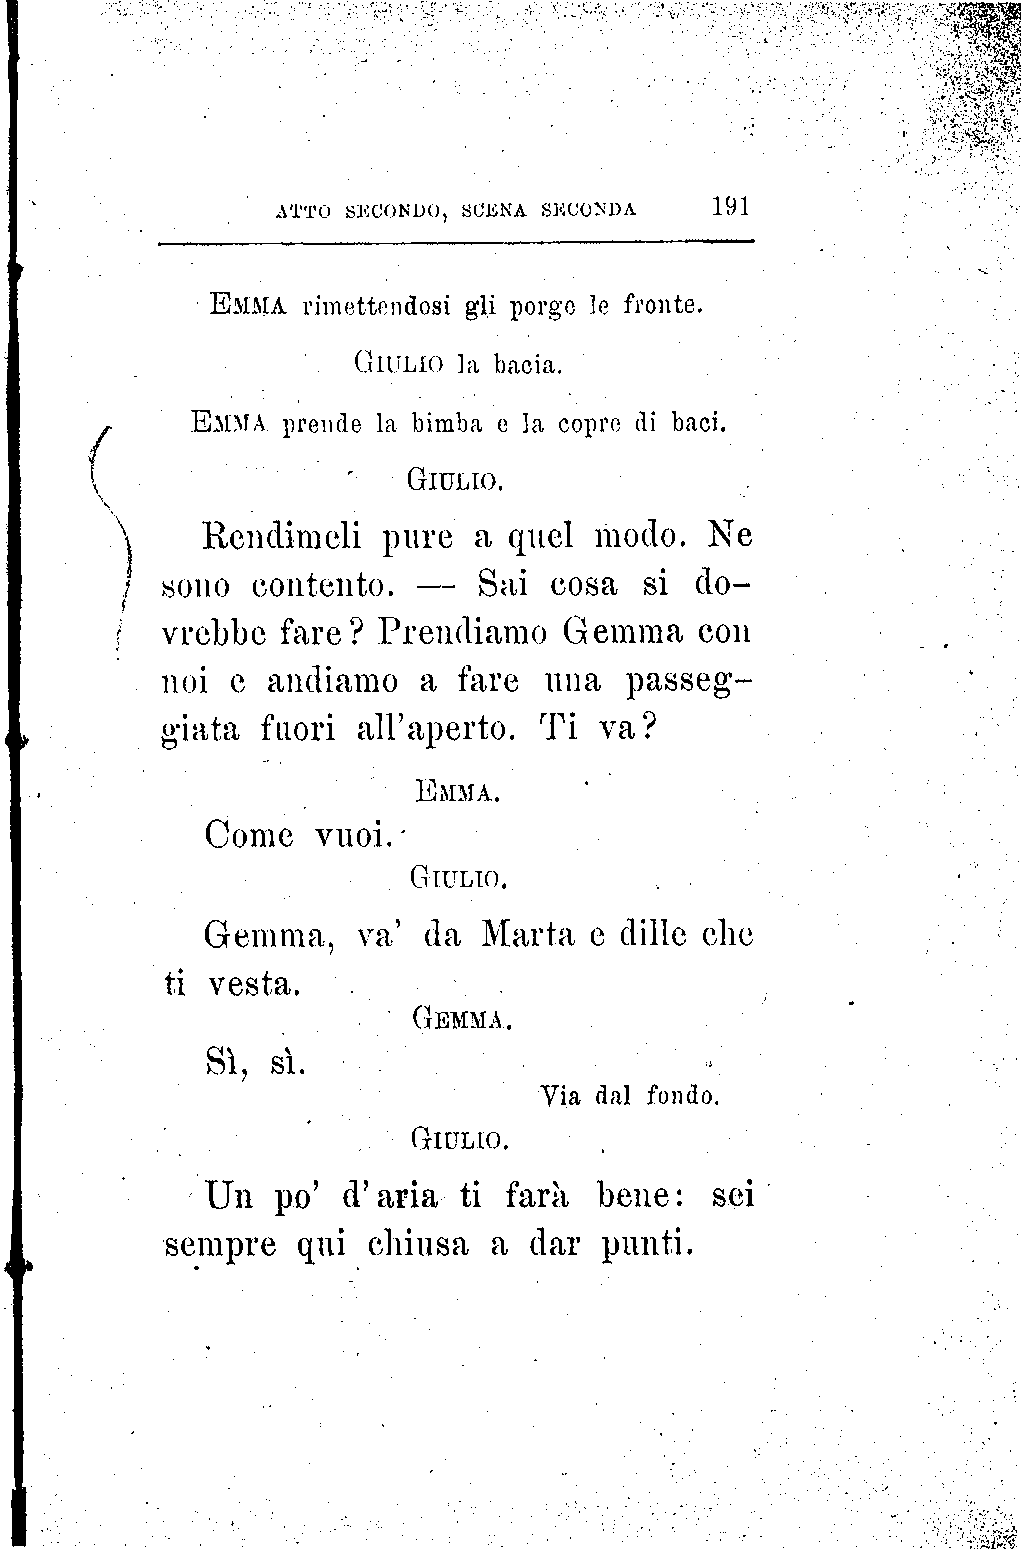 ATTO SECONDO, SCENA SECONDA 191
EMMA rimettendosi gli porge le fronte.
GIULIO la bacia.
EMMA prende la bimba e la copre di baci.
GIULIO.
Rendimeli pure a quel modo. Ne
sono contento. — Sai cosa si do-
vrebbe fare? Prendiamo Gemma con
noi e andiamo a fare una passeg-
giata fuori all'aperto. Ti va?
EMMA.
Come vuoi.
GIULIO.
Gemma, va' da Marta e dille che
ti vesta.
GEMMA.
Sì, sì.
Via dal fondo.
GIULIO.
Un po' d'aria ti farà bene: sei
sempre qui chiusa a dar punti.